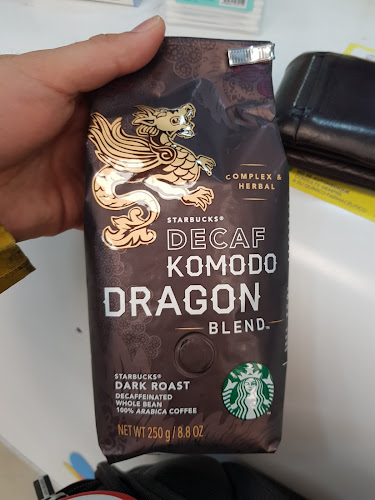 COMPLEX &
HERBAL
STARBUCKS®
DECAF
KOMODO
DRAGON
BLEND™
STARBUCKS®
DARK ROAST
DECAFFEINATED
WHOLE BEAN
100% ARABICA COFFEE
NET WT 250 g / 8.8 OZ